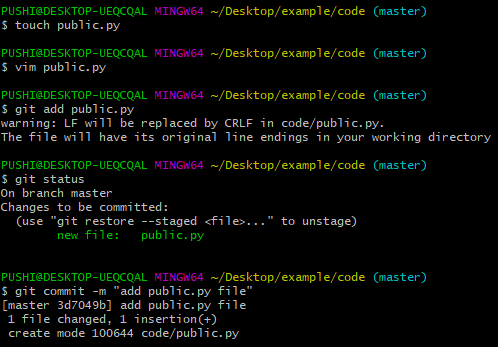 PUSHI@DESKTOP-UEQCQAL MINGW64 ~/Desktop/example/code (master)
$ touch public.py
PUSHI@DESKTOP-UEQCQAL MINGW64 ~/Desktop/example/code (master)
$ vim public.py
PUSHI@DESKTOP-UEQCQAL MINGW64 ~/Desktop/example/code (master)
$ git add public.py
warning: LF will be replaced by CRLF in code/public.py.
The file will have its original line endings in your working directory
PUSHI@DESKTOP-UEQCQAL MINGW64 ~/Desktop/example/code (master)
$ git status
On branch master
Changes to be committed:
  (use "git restore --staged <file>..." to unstage)
        new file:   public.py
PUSHI@DESKTOP-UEQCQAL MINGW64 ~/Desktop/example/code (master)
$ git commit -m "add public.py file"
[master 3d7049b] add public.py file
 1 file changed, 1 insertion(+)
 create mode 100644 code/public.py